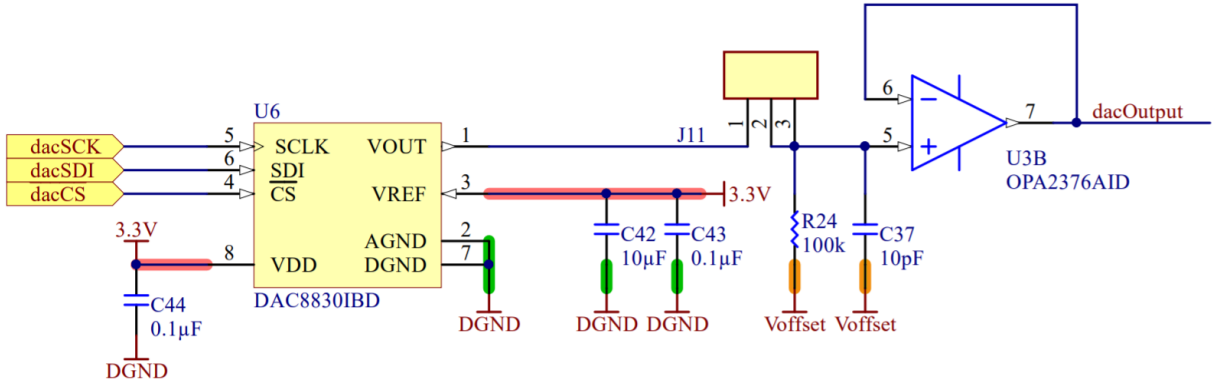 U6
dacSCK
5
SCLK
VOUT
1
J11
1
2
3
6
5
7
dacOutput
U3B
OPA2376AID
dacSDI
6
SDI
dacCS
4
CS
VREF
3
3.3V
3.3V
8
VDD
AGND
2
DGND
7
DAC8830IBD
C44
0.1µF
DGND
DGND
C42
10µF
C43
0.1µF
DGND
DGND
R24
100k
C37
10pF
Voffset
Voffset